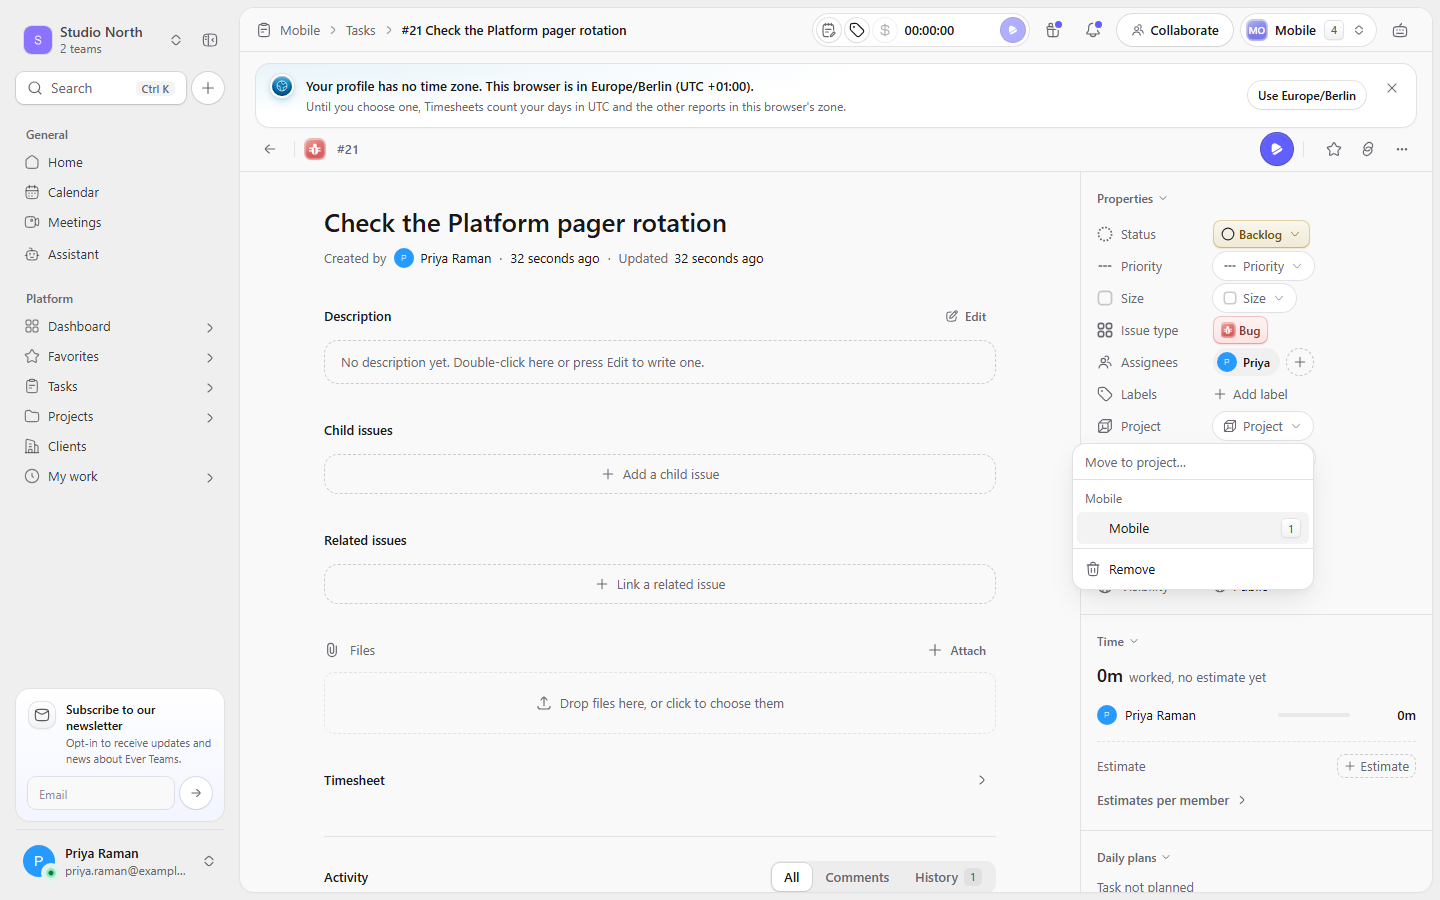 S
Studio North
2 teams
Search
Ctrl K
General
Home
Calendar
Meetings
Assistant
Platform
Dashboard
Favorites
Tasks
Projects
Clients
My work
Subscribe to our newsletter
Opt-in to receive updates and
news about Ever Teams.
Email
P
Priya Raman
priya.raman@exampl...
Mobile
Tasks
#21 Check the Platform pager rotation
00:00:00
Collaborate
MO
Mobile
4
Your profile has no time zone. This browser is in Europe/Berlin (UTC +01:00).
Until you choose one, Timesheets count your days in UTC and the other reports in this browser's zone.
Use Europe/Berlin
#21
Check the Platform pager rotation
Created by P Priya Raman · 32 seconds ago · Updated 32 seconds ago
Description
Edit
No description yet. Double-click here or press Edit to write one.
Child issues
Add a child issue
Related issues
Link a related issue
Files
Attach
Drop files here, or click to choose them
Timesheet
Activity
All
Comments
History 1
Properties
Status
Backlog
Priority
Priority
Size
Size
Issue type
Bug
Assignees
P Priya
Labels
Add label
Project
Project
Move to project...
Mobile
Mobile
1
Remove
Time
0m worked, no estimate yet
P Priya Raman
0m
Estimate
Estimate
Estimates per member
Daily plans
Task not planned